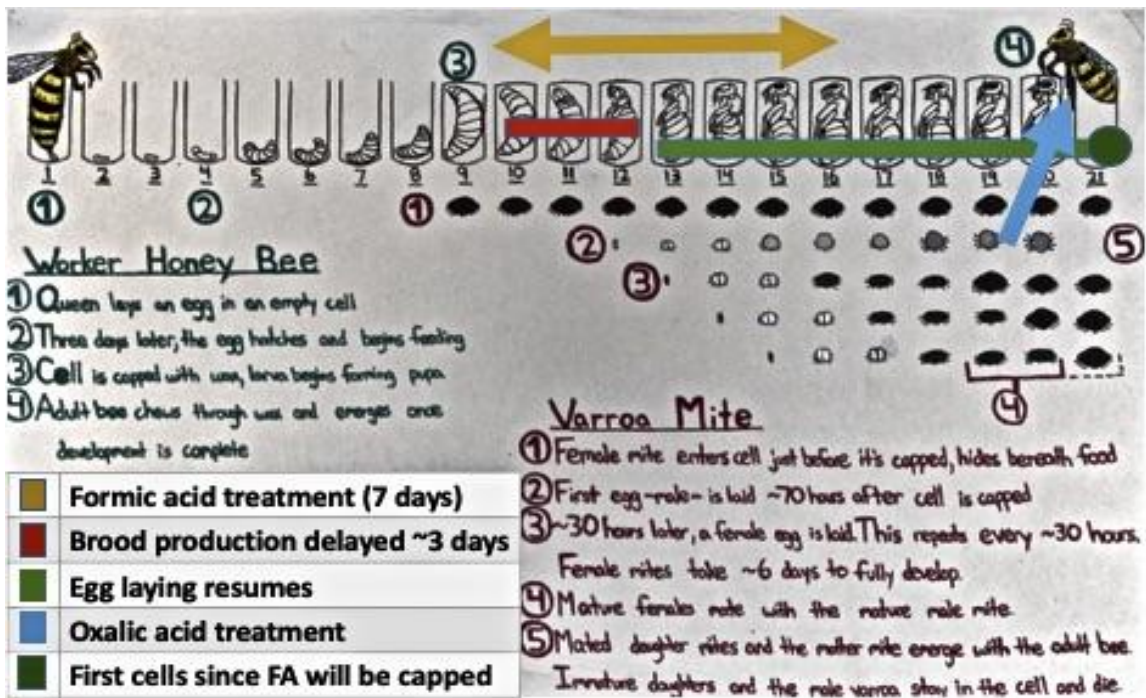 3
4
1 2 3 4 5 6 7 8 9 10 11 12 13 14 15 16 17 18 19 20 21
1
2
1
2
5
3
4
Worker Honey Bee
1 Queen lays an egg in an empty cell
2 Three days later, the egg hatches and begins feeding
3 Cell is capped with wax, larva begins forming pupa
4 Adult bee chews through wax and emerges once
development is complete
Formic acid treatment (7 days)
Brood production delayed ~3 days
Egg laying resumes
Oxalic acid treatment
First cells since FA will be capped
Varroa Mite
1 Female mite enters cell just before it's capped, hides beneath food
2 First egg-male-is laid ~70 hours after cell is capped
3 ~30 hours later, a female egg is laid. This repeats every ~30 hours.
Female mites take ~6 days to fully develop.
4 Mature females mate with the mature male mite.
5 Mated daughter mites and the mother mite emerge with the adult bee.
Immature daughters and the male varroa stay in the cell and die